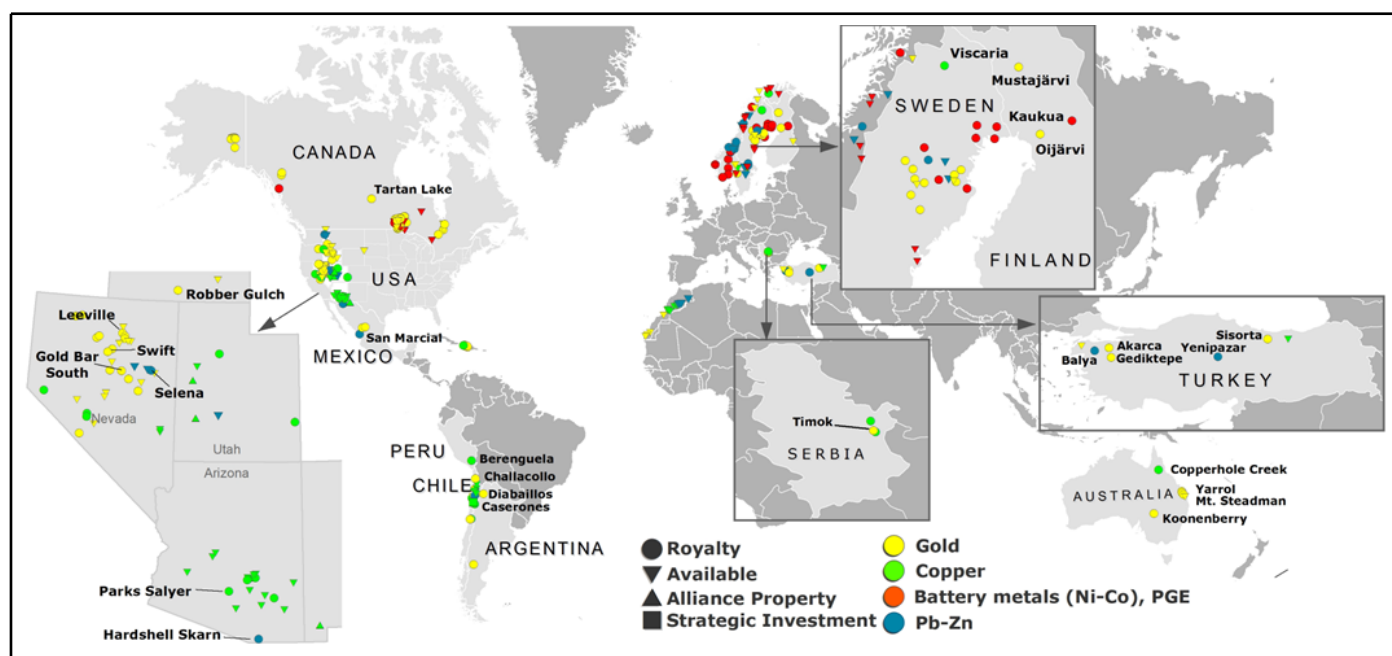 CANADA
Tartan Lake
USA
San Marcial
MEXICO
Robber Gulch
Leeville
Swift
Gold Bar
South
Selena
Nevada
Utah
Arizona
Parks Salyer
Hardshell Skarn
PERU
Berenguela
Challacollo
CHILE
Diabaillos
Caserones
ARGENTINA
Viscaria
Mustajärvi
SWEDEN
Kaukua
Oijärvi
FINLAND
Sisorta
Akarca
Yenipazar
Balya
Gediktepe
TURKEY
Timok
SERBIA
Copperhole Creek
AUSTRALIA
Yarrol
Mt. Steadman
Koonenberry
Royalty
Available
Alliance Property
Strategic Investment
Gold
Copper
Battery metals (Ni-Co), PGE
Pb-Zn